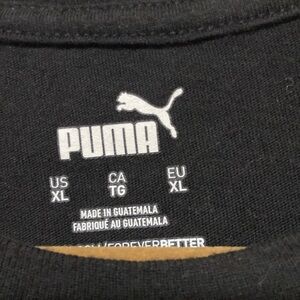 PUMA
US CA EU
XL TG XL
MADE IN GUATEMALA
FABRIQUÉ AU GUATEMALA
/FOREVERBETTER